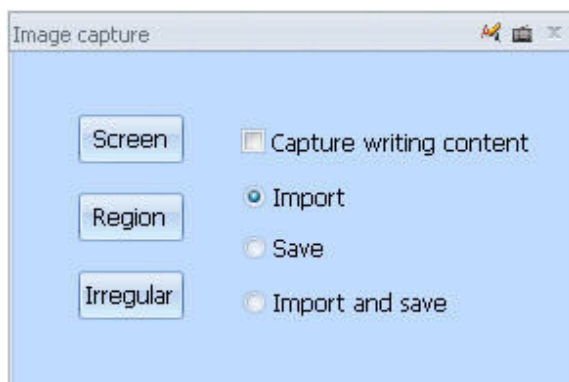 Image capture
Screen
Capture writing content
Import
Region
Save
Irregular
Import and save